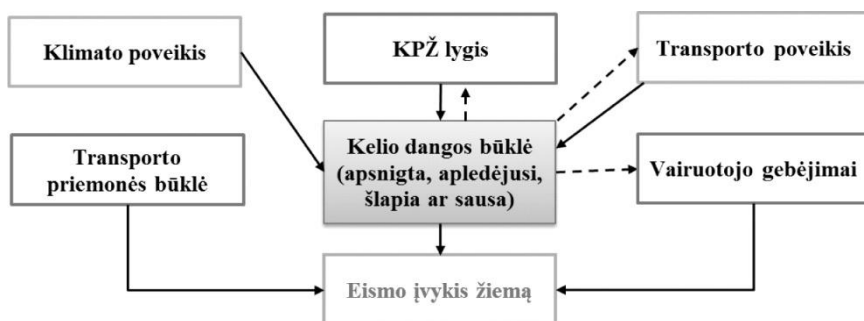 Klimato poveikis
KPŽ lygis
Transporto poveikis
Transporto
priemonės būklė
Kelio dangos būklė
(apsnigta, apledėjusi,
šlapia ar sausa)
Vairuotojo gebėjimai
Eismo įvykis žiemą